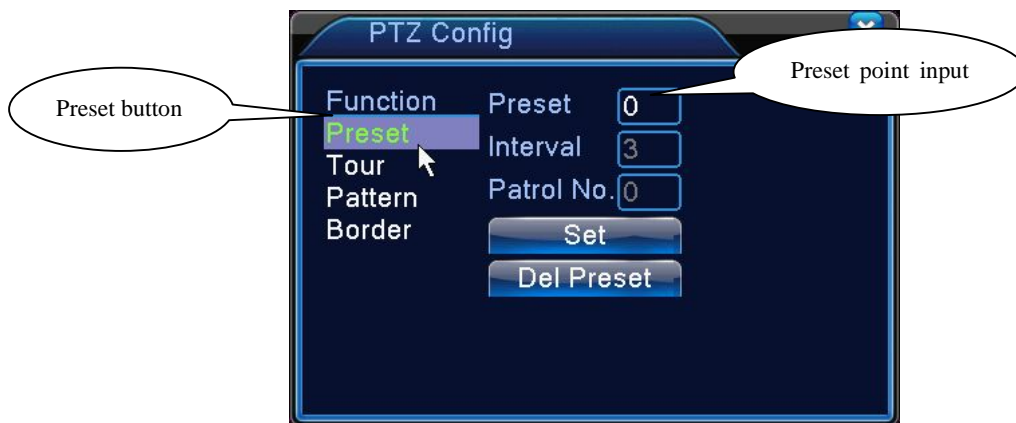 PTZ Config
Preset point input
Preset button
Function
Preset
Tour
Pattern
Border
Preset 0
Interval 3
Patrol No. 0
Set
Del Preset